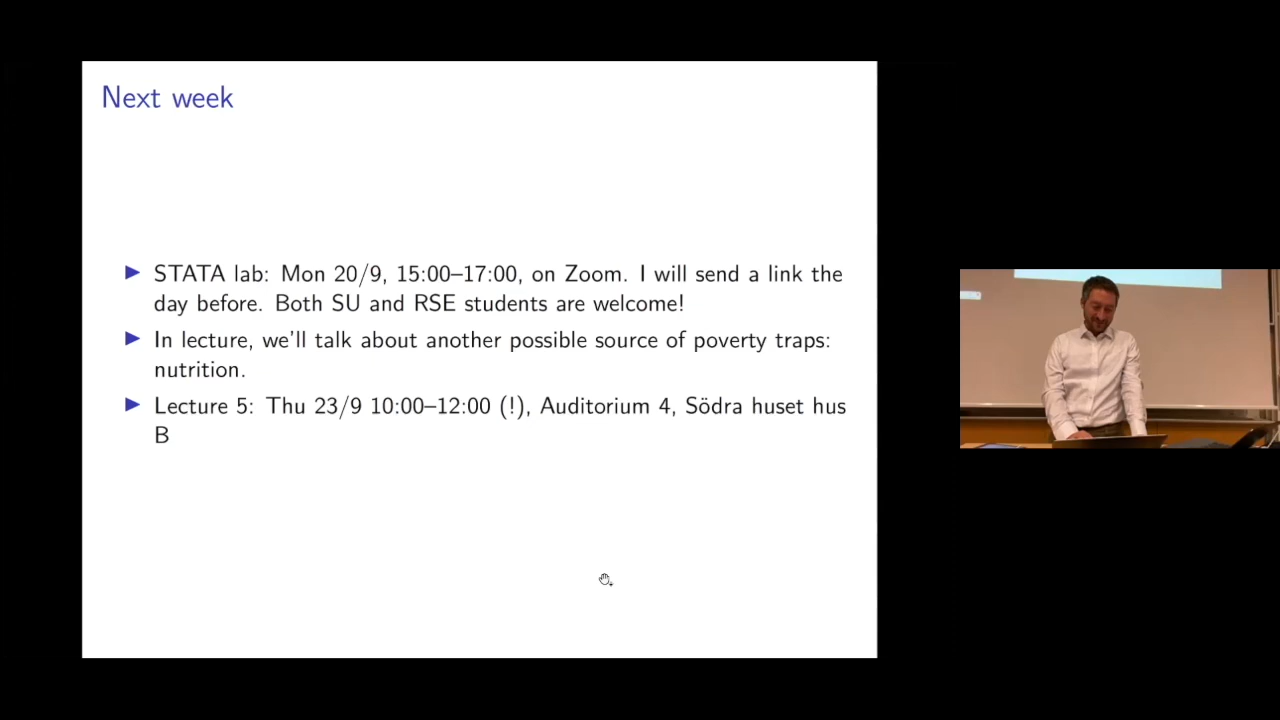 Next week
▶ STATA lab: Mon 20/9, 15:00–17:00, on Zoom. I will send a link the
day before. Both SU and RSE students are welcome!
▶ In lecture, we'll talk about another possible source of poverty traps:
nutrition.
▶ Lecture 5: Thu 23/9 10:00–12:00 (!), Auditorium 4, Södra huset hus
B